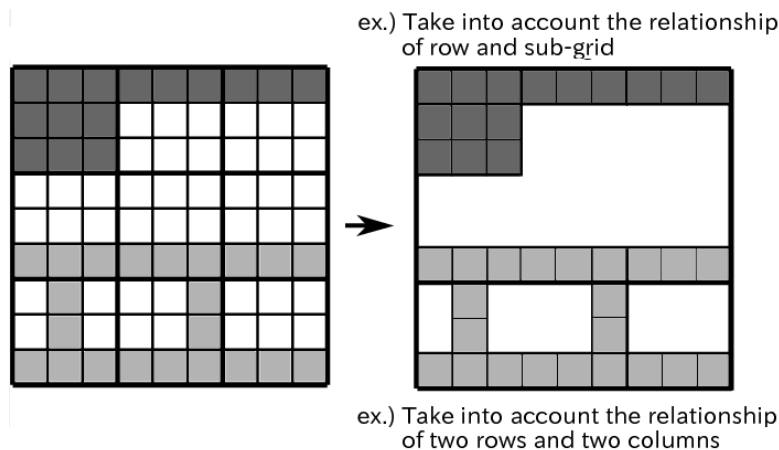 ex.) Take into account the relationship
of row and sub-grid
ex.) Take into account the relationship
of two rows and two columns